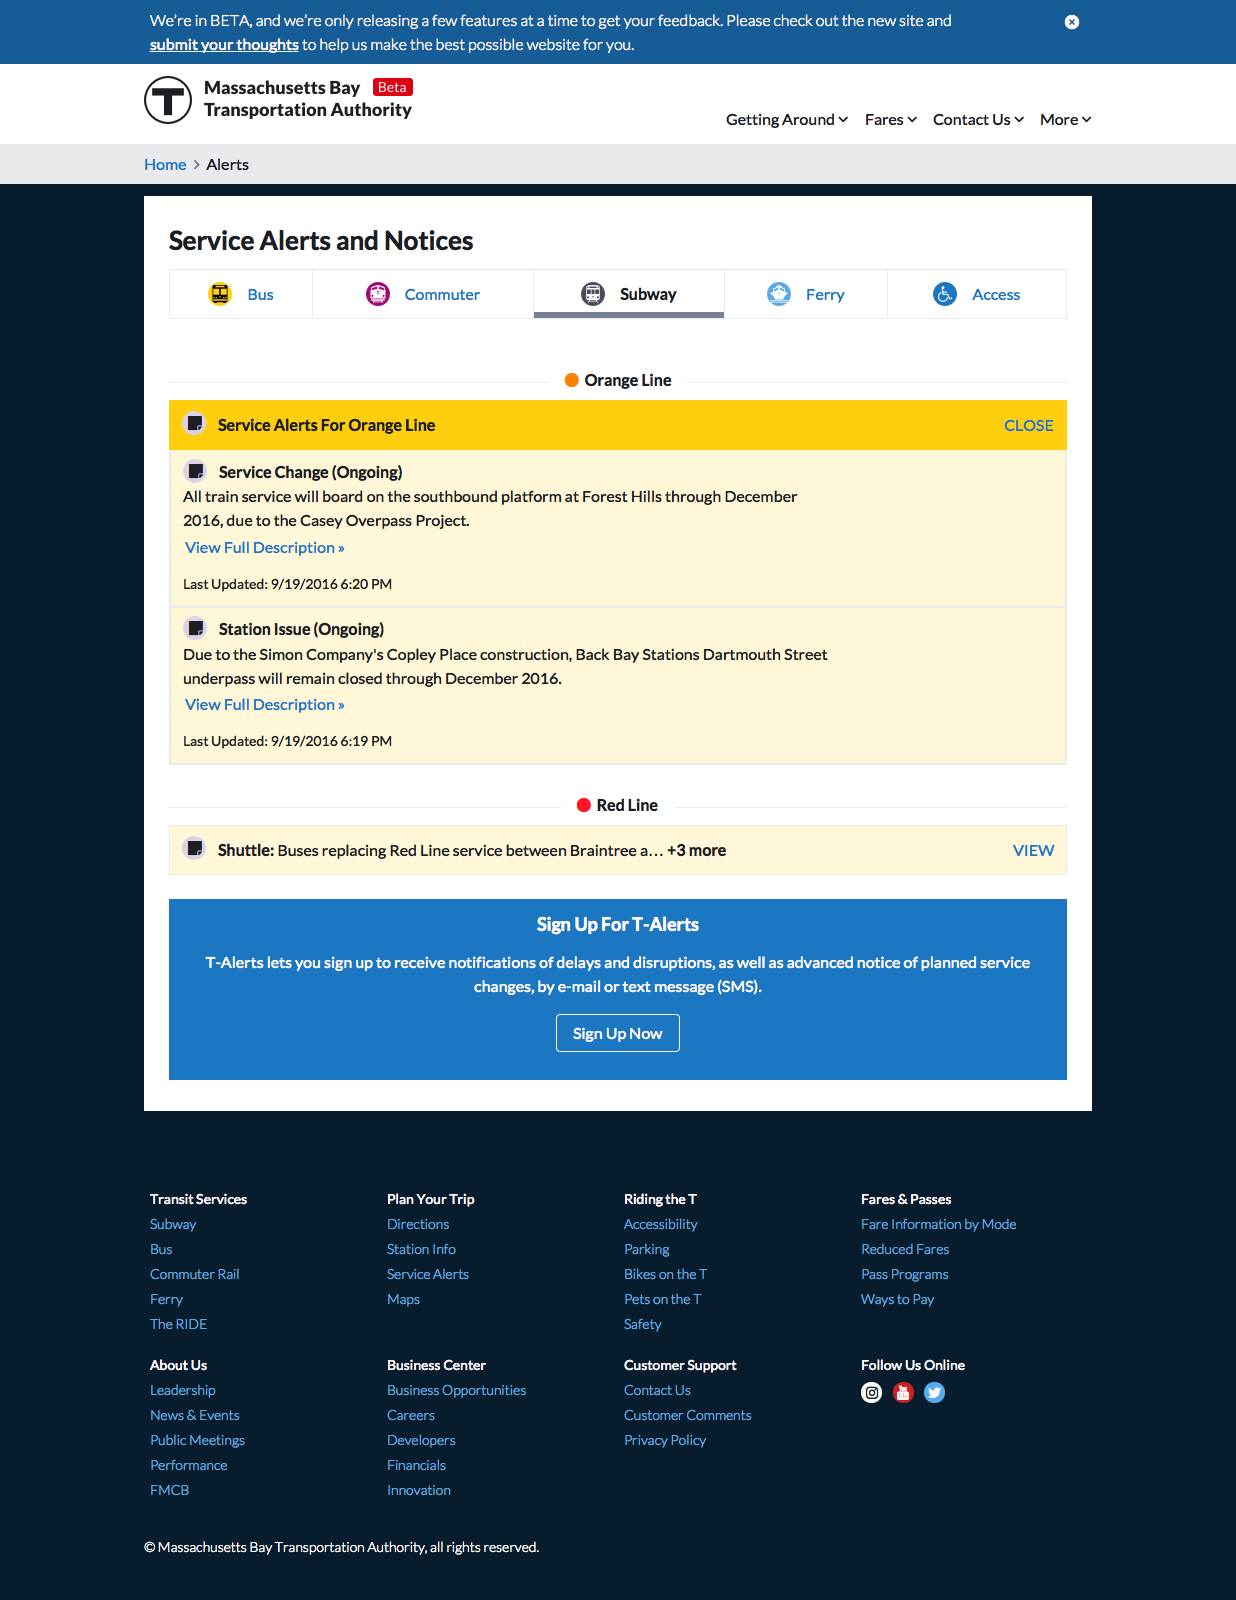 We're in BETA, and we're only releasing a few features at a time to get your feedback. Please check out the new site and
submit your thoughts to help us make the best possible website for you.
Massachusetts Bay Beta
Transportation Authority
Getting Around Fares Contact Us More
Home > Alerts
Service Alerts and Notices
Bus Commuter Subway Ferry Access
Orange Line
Service Alerts For Orange Line CLOSE
Service Change (Ongoing)
All train service will board on the southbound platform at Forest Hills through December
2016, due to the Casey Overpass Project.
View Full Description »
Last Updated: 9/19/2016 6:20 PM
Station Issue (Ongoing)
Due to the Simon Company's Copley Place construction, Back Bay Stations Dartmouth Street
underpass will remain closed through December 2016.
View Full Description »
Last Updated: 9/19/2016 6:19 PM
Red Line
Shuttle: Buses replacing Red Line service between Braintree a… +3 more VIEW
Sign Up For T-Alerts
T-Alerts lets you sign up to receive notifications of delays and disruptions, as well as advanced notice of planned service
changes, by e-mail or text message (SMS).
Sign Up Now
Transit Services
Subway
Bus
Commuter Rail
Ferry
The RIDE
Plan Your Trip
Directions
Station Info
Service Alerts
Maps
Riding the T
Accessibility
Parking
Bikes on the T
Pets on the T
Safety
Fares & Passes
Fare Information by Mode
Reduced Fares
Pass Programs
Ways to Pay
About Us
Leadership
News & Events
Public Meetings
Performance
FMCB
Business Center
Business Opportunities
Careers
Developers
Financials
Innovation
Customer Support
Contact Us
Customer Comments
Privacy Policy
Follow Us Online
© Massachusetts Bay Transportation Authority, all rights reserved.